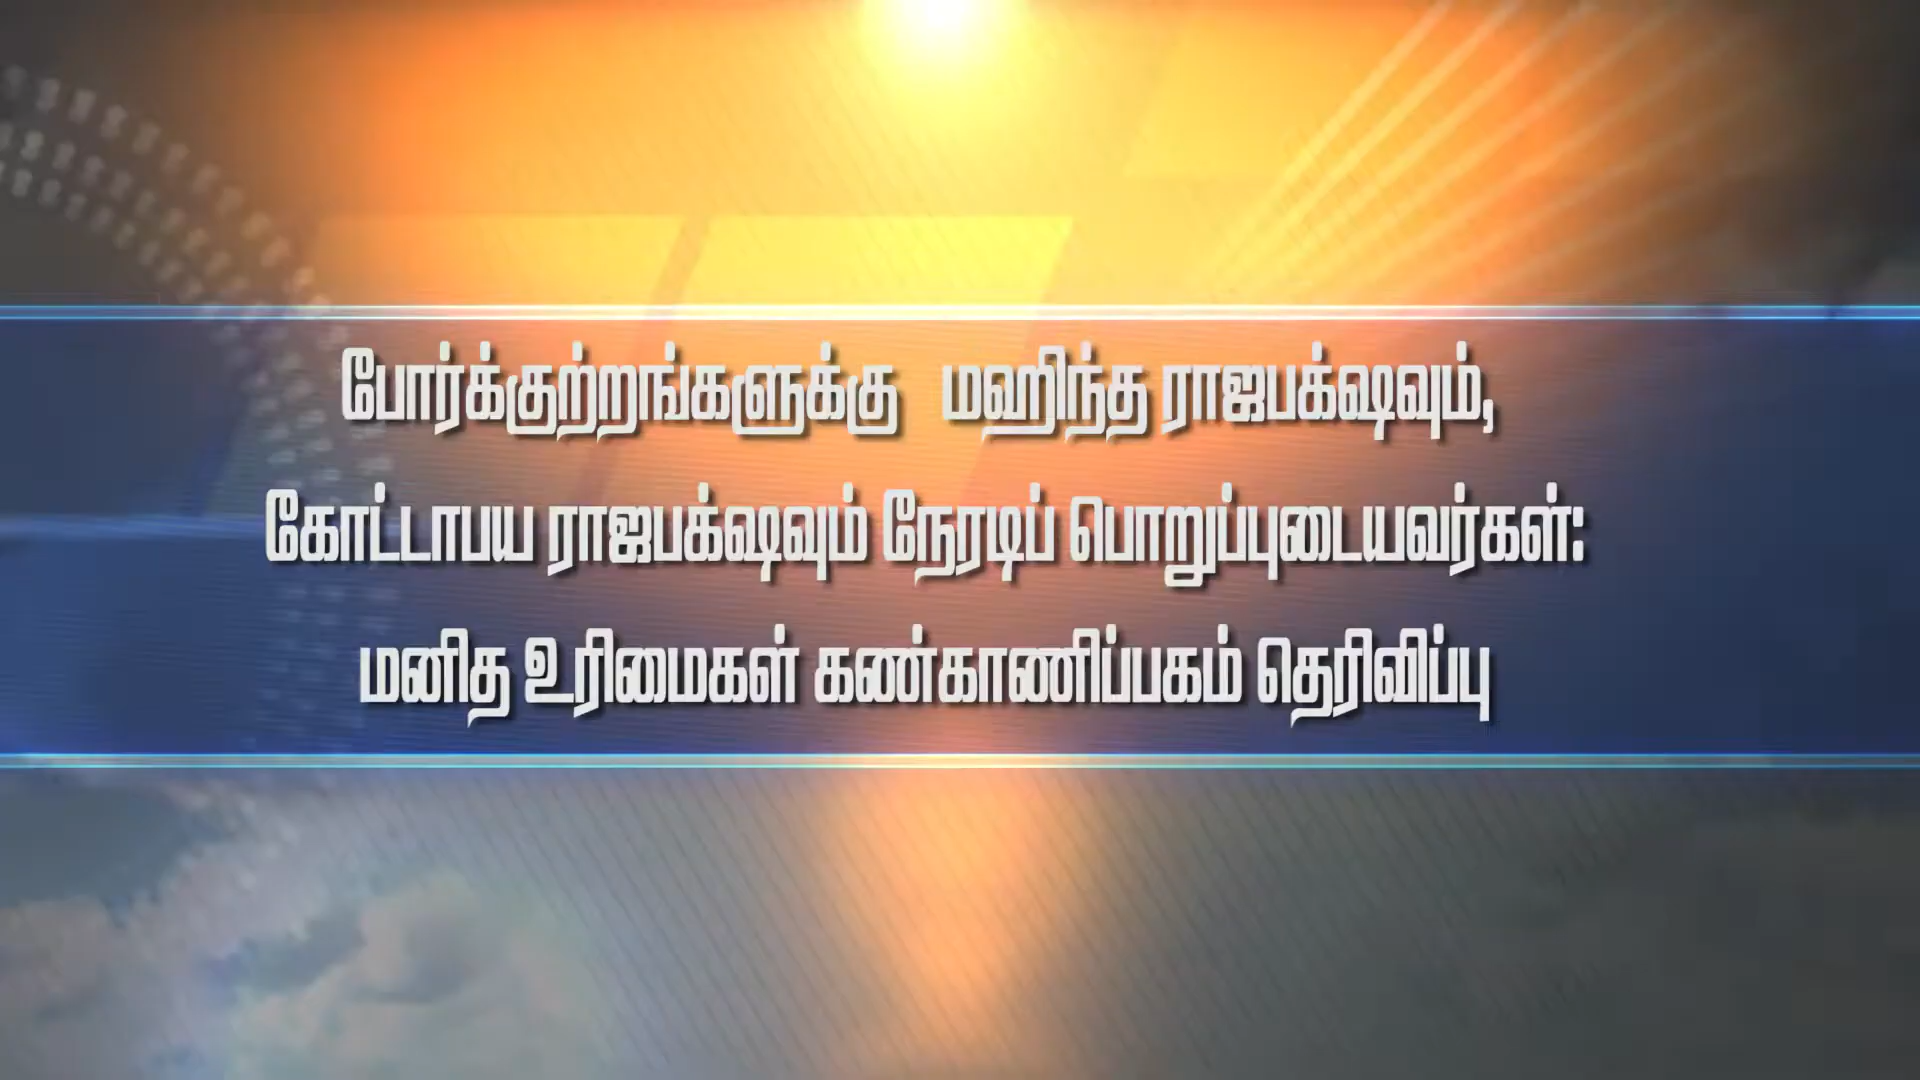 போர்க்குற்றங்களுக்கு மஹிந்த ராஜபக்ஷவும்,
கோட்டாபய ராஜபக்ஷவும் நேரடிப் பொறுப்புடையவர்கள்:
மனித உரிமைகள் கண்காணிப்பகம் தெரிவிப்பு